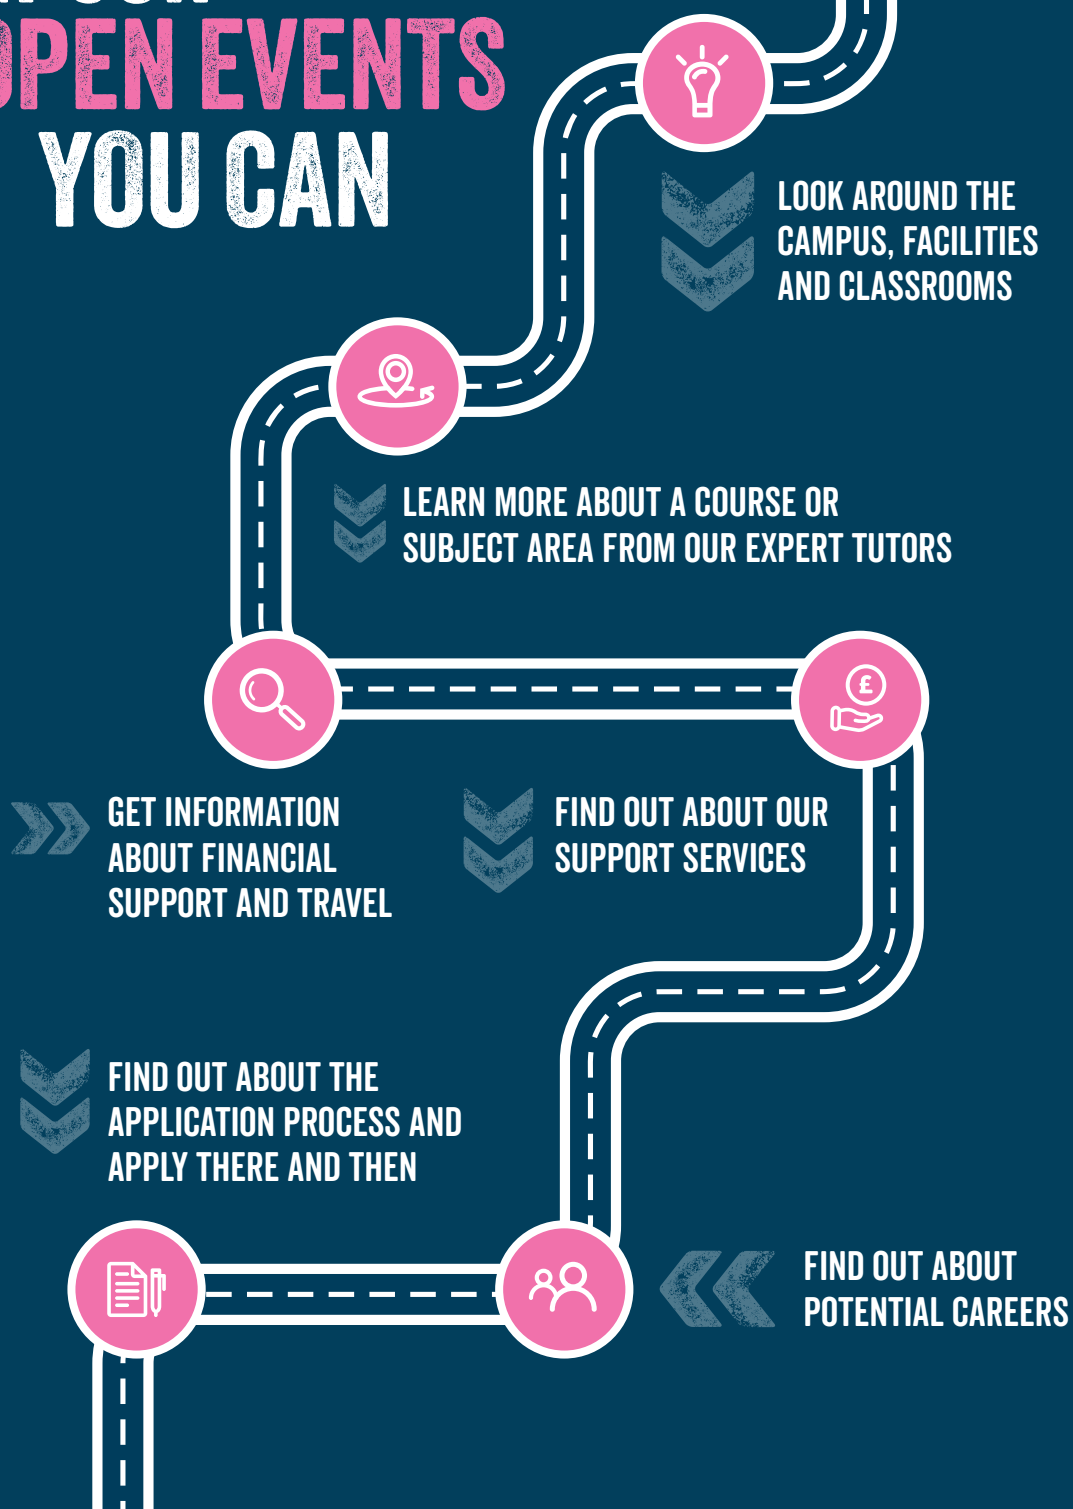 OPEN EVENTS
YOU CAN
LOOK AROUND THE
CAMPUS, FACILITIES
AND CLASSROOMS
LEARN MORE ABOUT A COURSE OR
SUBJECT AREA FROM OUR EXPERT TUTORS
£
GET INFORMATION
ABOUT FINANCIAL
SUPPORT AND TRAVEL
FIND OUT ABOUT OUR
SUPPORT SERVICES
FIND OUT ABOUT THE
APPLICATION PROCESS AND
APPLY THERE AND THEN
FIND OUT ABOUT
POTENTIAL CAREERS